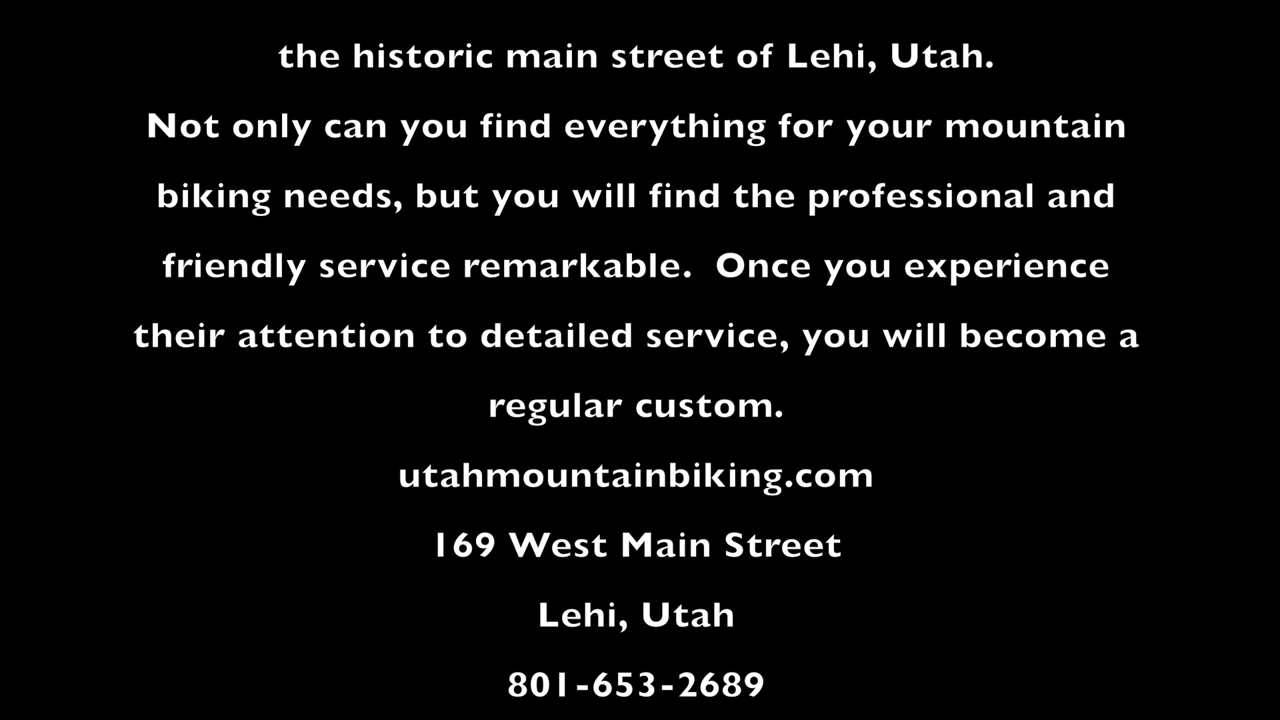 the historic main street of Lehi, Utah.
Not only can you find everything for your mountain
biking needs, but you will find the professional and
friendly service remarkable.  Once you experience
their attention to detailed service, you will become a
regular custom.
utahmountainbiking.com
169 West Main Street
Lehi, Utah
801-653-2689